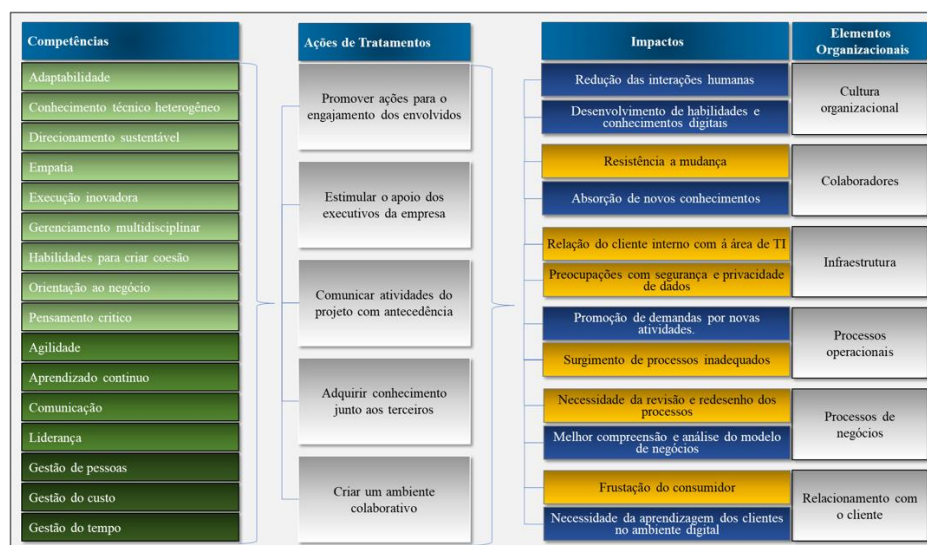 Competências
Adaptabilidade
Conhecimento técnico heterogêneo
Direcionamento sustentável
Empatia
Execução inovadora
Gerenciamento multidisciplinar
Habilidades para criar coesão
Orientação ao negócio
Pensamento critico
Agilidade
Aprendizado continuo
Comunicação
Liderança
Gestão de pessoas
Gestão do custo
Gestão do tempo
Ações de Tratamentos
Promover ações para o
engajamento dos envolvidos
Estimular o apoio dos
executivos da empresa
Comunicar atividades do
projeto com antecedência
Adquirir conhecimento
junto aos terceiros
Criar um ambiente
colaborativo
Impactos
Redução das interações humanas
Desenvolvimento de habilidades e
conhecimentos digitais
Resistência a mudança
Absorção de novos conhecimentos
Relação do cliente interno com á área de TI
Preocupações com segurança e privacidade
de dados
Promoção de demandas por novas
atividades.
Surgimento de processos inadequados
Necessidade da revisão e redesenho dos
processos
Melhor compreensão e análise do modelo
de negócios
Frustação do consumidor
Necessidade da aprendizagem dos clientes
no ambiente digital
Elementos
Organizacionais
Cultura
organizacional
Colaboradores
Infraestrutura
Processos
operacionais
Processos de
negócios
Relacionamento com
o cliente